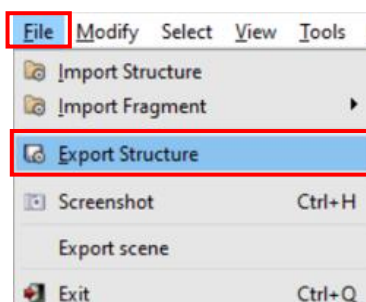 File Modify Select View Tools
Import Structure
Import Fragment
Export Structure
Screenshot Ctrl+H
Export scene
Exit Ctrl+Q